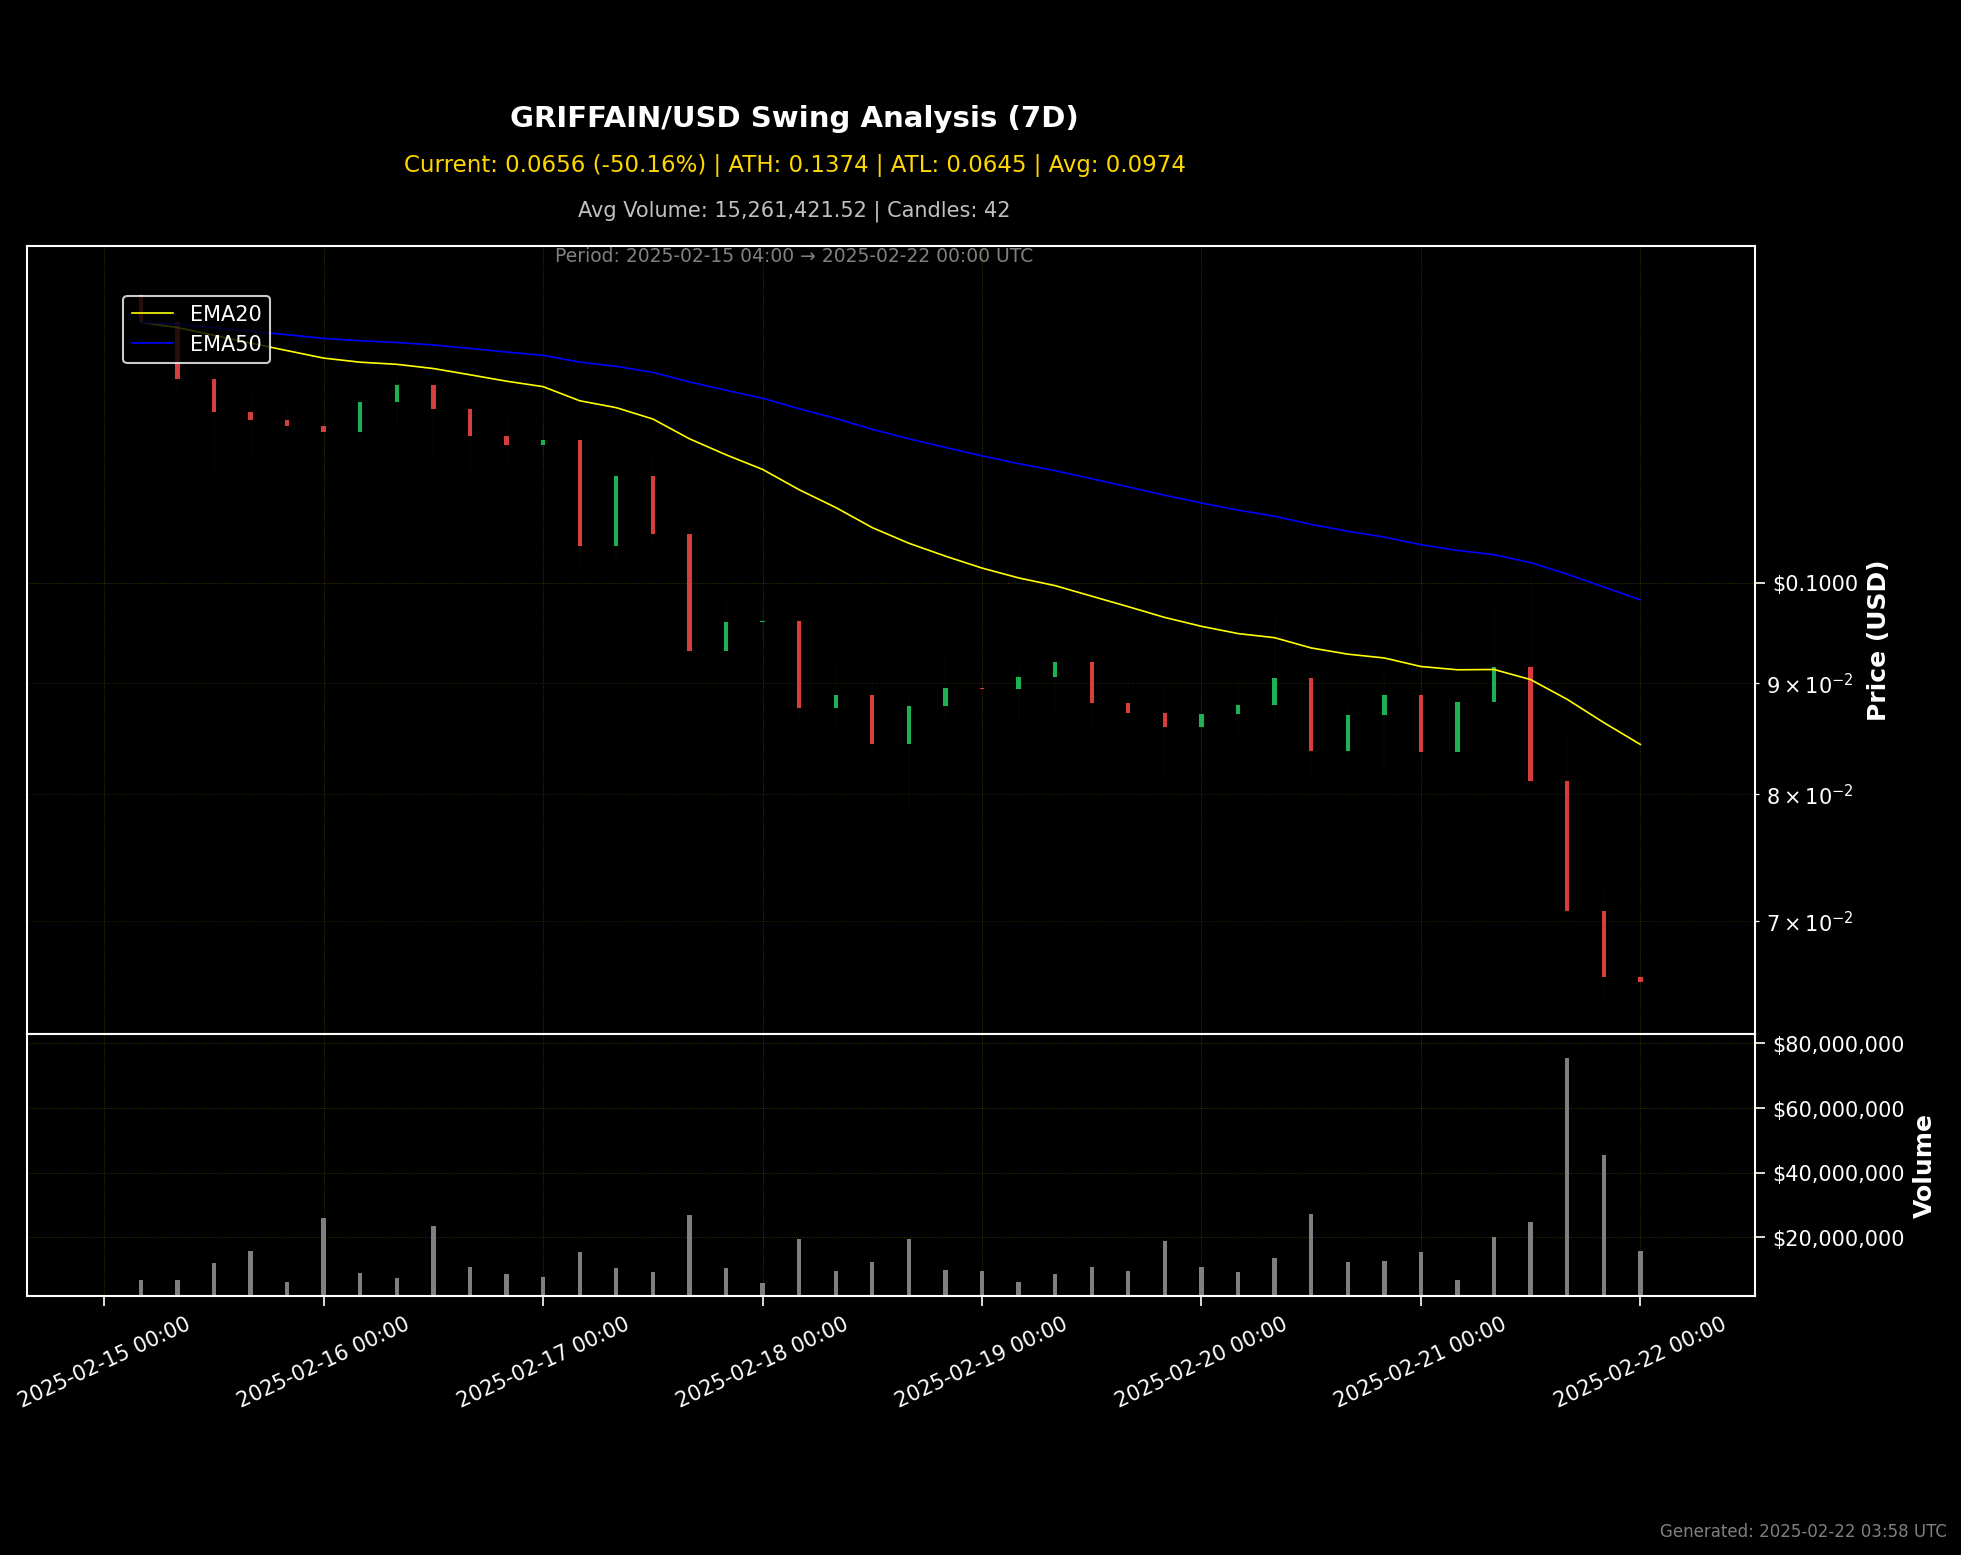 GRIFFAIN/USD Swing Analysis (7D)
Current: 0.0656 (-50.16%) | ATH: 0.1374 | ATL: 0.0645 | Avg: 0.0974
Avg Volume: 15,261,421.52 | Candles: 42
Period: 2025-02-15 04:00 → 2025-02-22 00:00 UTC
EMA20
EMA50
$0.1000
9 × 10⁻²
8 × 10⁻²
7 × 10⁻²
Price (USD)
$80,000,000
$60,000,000
$40,000,000
$20,000,000
Volume
2025-02-15 00:00
2025-02-16 00:00
2025-02-17 00:00
2025-02-18 00:00
2025-02-19 00:00
2025-02-20 00:00
2025-02-21 00:00
2025-02-22 00:00
Generated: 2025-02-22 03:58 UTC